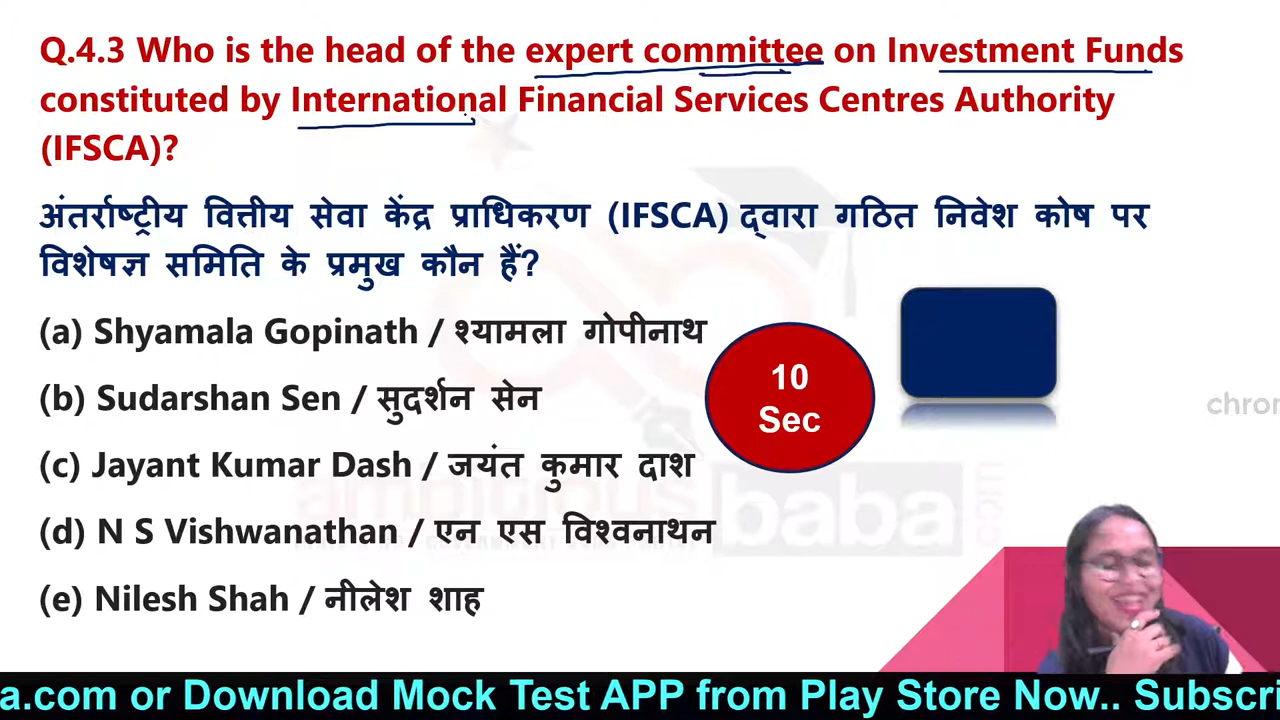 Q.4.3 Who is the head of the expert committee on Investment Funds
constituted by International Financial Services Centres Authority
(IFSCA)?
अंतर्राष्ट्रीय वित्तीय सेवा केंद्र प्राधिकरण (IFSCA) द्वारा गठित निवेश कोष पर
विशेषज्ञ समिति के प्रमुख कौन हैं?
(a) Shyamala Gopinath / श्यामला गोपीनाथ
(b) Sudarshan Sen / सुदर्शन सेन
(c) Jayant Kumar Dash / जयंत कुमार दाश
(d) N S Vishwanathan / एन एस विश्वनाथन
(e) Nilesh Shah / नीलेश शाह
10
Sec
chron
baba
a.com or Download Mock Test APP from Play Store Now.. Subscri